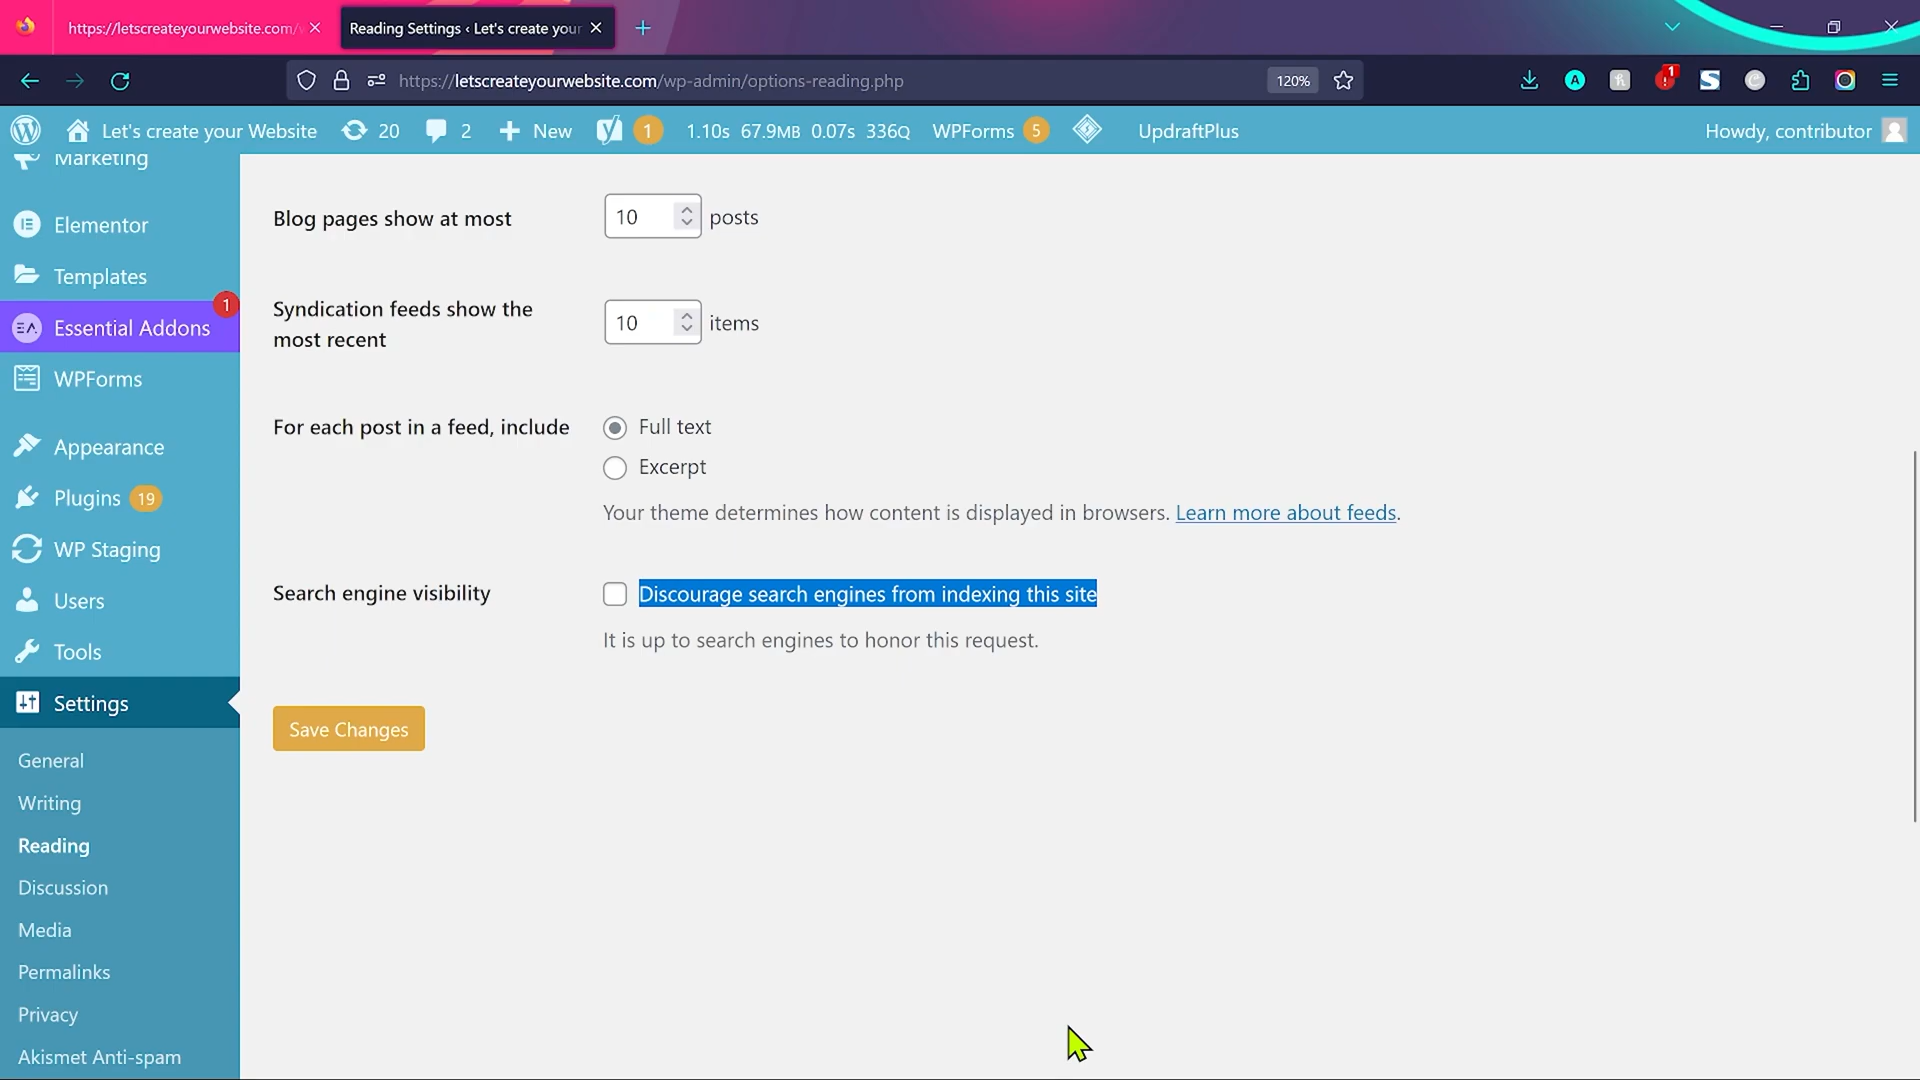 https://letscreateyourwebsite.com/
Reading Settings ‹ Let's create your
https://letscreateyourwebsite.com/wp-admin/options-reading.php
120%
1
Let's create your Website
20
2
New
1
1.10s 67.9MB 0.07s 336Q
WPForms 5
UpdraftPlus
Howdy, contributor
Marketing
Elementor
Templates
Essential Addons 1
WPForms
Appearance
Plugins 19
WP Staging
Users
Tools
Settings
General
Writing
Reading
Discussion
Media
Permalinks
Privacy
Akismet Anti-spam
Blog pages show at most
10 posts
Syndication feeds show the
most recent
10 items
For each post in a feed, include
Full text
Excerpt
Your theme determines how content is displayed in browsers. Learn more about feeds.
Search engine visibility
Discourage search engines from indexing this site
It is up to search engines to honor this request.
Save Changes